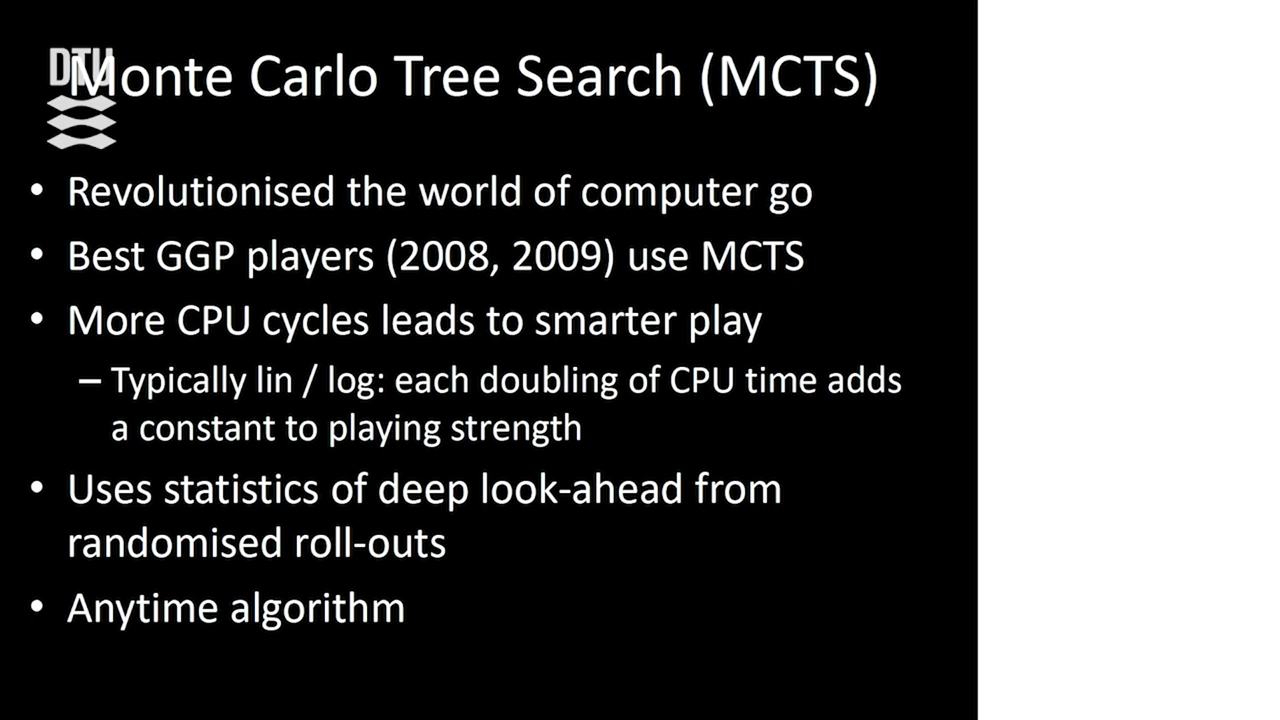 DTU
Monte Carlo Tree Search (MCTS)
• Revolutionised the world of computer go
• Best GGP players (2008, 2009) use MCTS
• More CPU cycles leads to smarter play
– Typically lin / log: each doubling of CPU time adds
a constant to playing strength
• Uses statistics of deep look-ahead from
randomised roll-outs
• Anytime algorithm